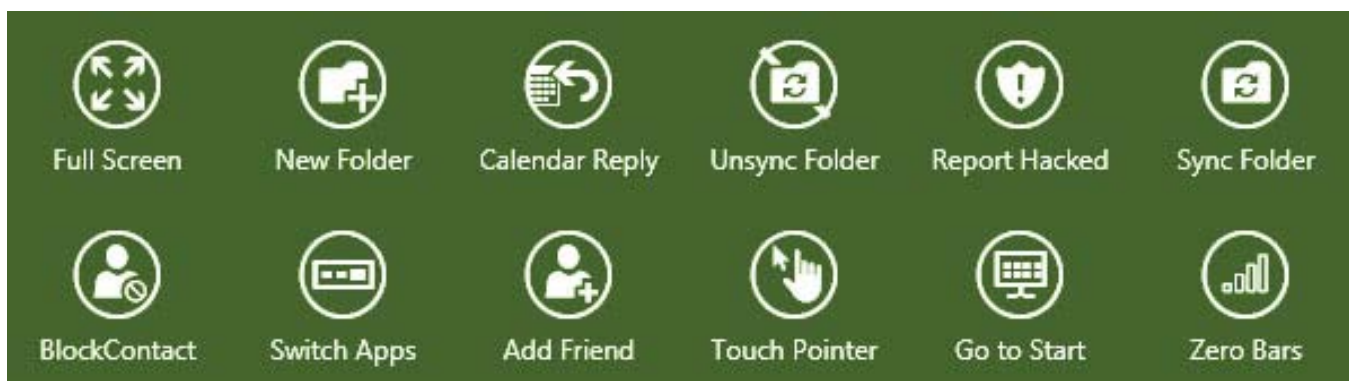 Full Screen New Folder Calendar Reply Unsync Folder Report Hacked Sync Folder
BlockContact Switch Apps Add Friend Touch Pointer Go to Start Zero Bars